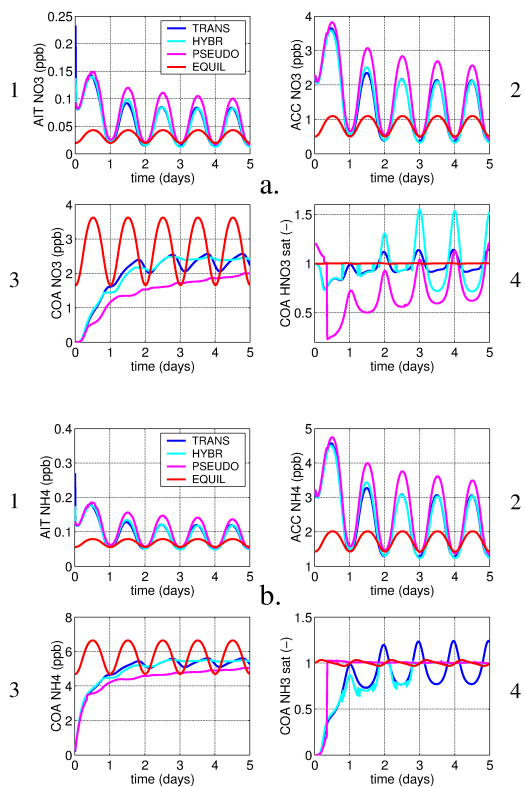 0.25
0.2
0.15
0.1
0.05
0
AIT NO3 (ppb)
TRANS
HYBR
PSEUDO
EQUIL
0 1 2 3 4 5
time (days)
1
4
3
2
1
0
ACC NO3 (ppb)
0 1 2 3 4 5
time (days)
2
a.
4
3
2
1
0
COA NO3 (ppb)
0 1 2 3 4 5
time (days)
3
1.5
1
0.5
COA HNO3 sat (−)
0 1 2 3 4 5
time (days)
4
0.4
0.3
0.2
0.1
0
AIT NH4 (ppb)
TRANS
HYBR
PSEUDO
EQUIL
0 1 2 3 4 5
time (days)
1
5
4
3
2
1
ACC NH4 (ppb)
0 1 2 3 4 5
time (days)
2
b.
8
6
4
2
0
COA NH4 (ppb)
0 1 2 3 4 5
time (days)
3
1.5
1
0.5
0
COA NH3 sat (−)
0 1 2 3 4 5
time (days)
4